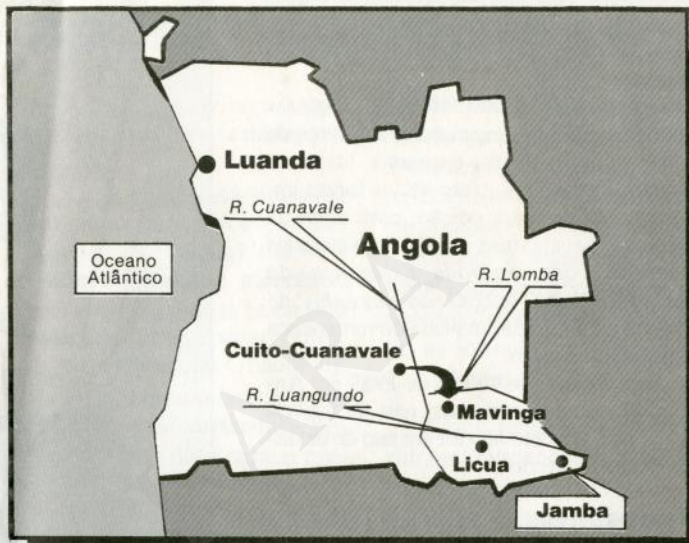 Luanda
R. Cuanavale
Angola
Oceano
Atlântico
R. Lomba
Cuito-Cuanavale
R. Luangundo
Mavinga
Licua
Jamba